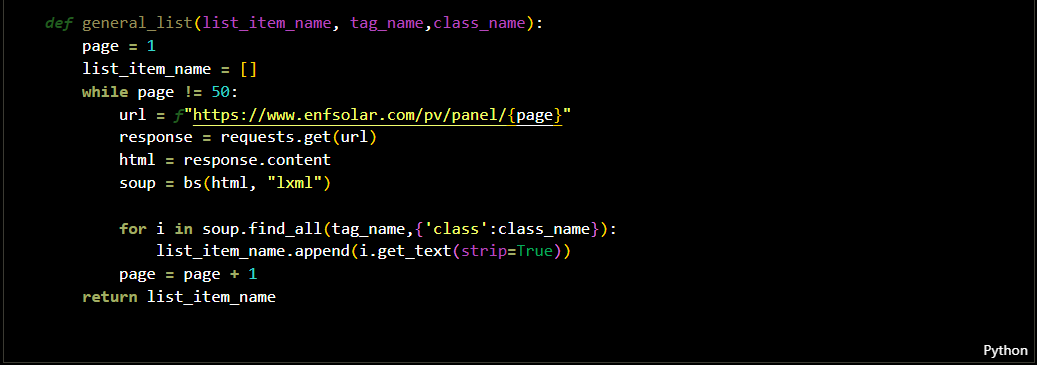 def general_list(list_item_name, tag_name,class_name):
    page = 1
    list_item_name = []
    while page != 50:
        url = f"https://www.enfsolar.com/pv/panel/{page}"
        response = requests.get(url)
        html = response.content
        soup = bs(html, "lxml")

        for i in soup.find_all(tag_name,{'class':class_name}):
            list_item_name.append(i.get_text(strip=True))
        page = page + 1
    return list_item_name
Python